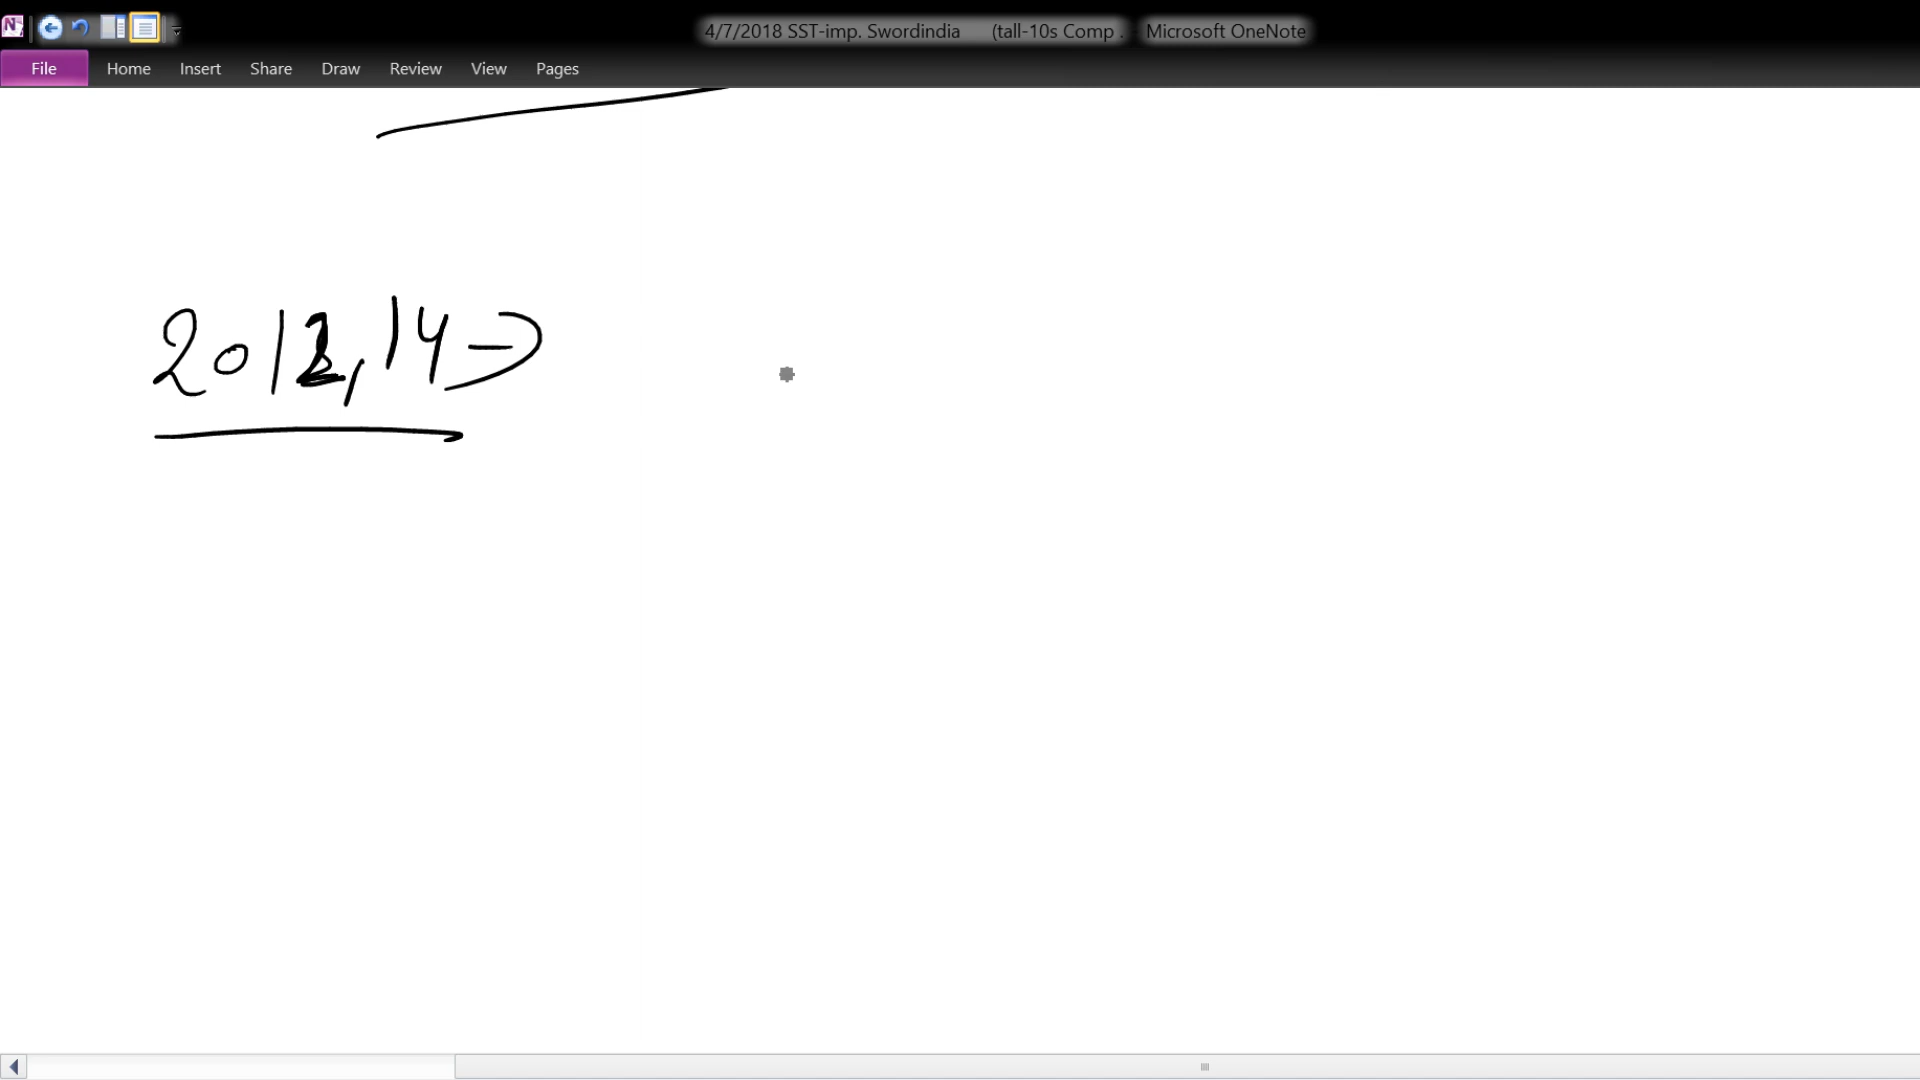 4/7/2018 SST-imp. Swordindia (tall-10s Comp . - Microsoft OneNote
File Home Insert Share Draw Review View Pages
2012,14